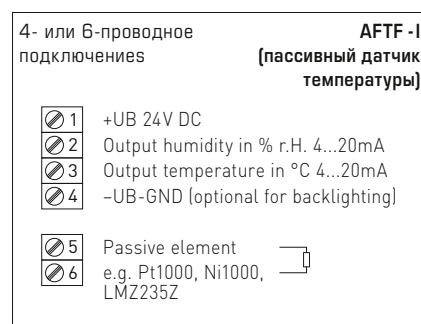 4- или 6-проводное AFTF -I
подключениеs (пассивный датчик
температуры)
1 +UB 24V DC
2 Output humidity in % r.H. 4...20mA
3 Output temperature in °C 4...20mA
4 –UB-GND (optional for backlighting)
5 Passive element
6 e.g. Pt1000, Ni1000,
LMZ235Z